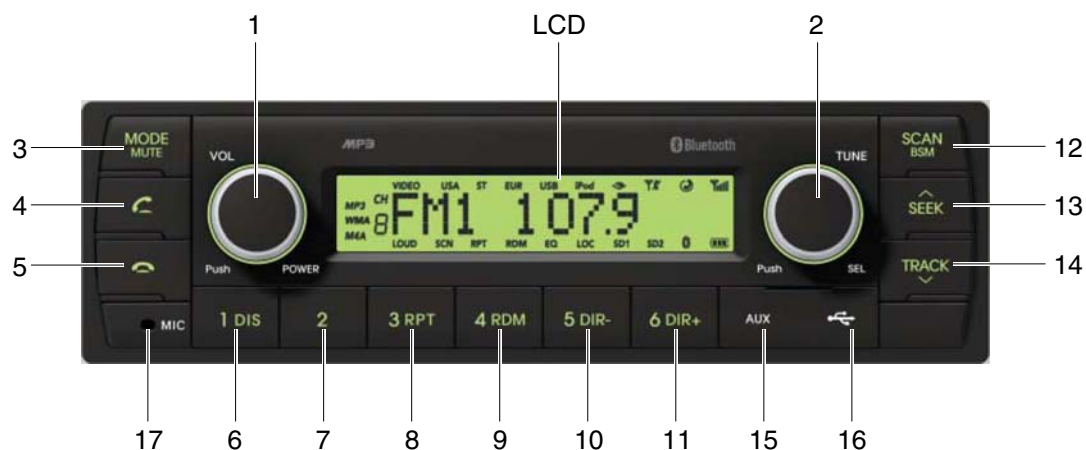 1 LCD 2
MP3 Bluetooth
3 MODE MUTE VOL TUNE SCAN BSM 12
VIDEO USA ST EUR USB iPod
MP3 CH
4 WMA 8 FM1 107.9 SEEK 13
M4A
LOUD SCN RPT RDM EQ LOC SD1 SD2
5 Push POWER Push SEL TRACK 14
MIC 1 DIS 2 3 RPT 4 RDM 5 DIR- 6 DIR+ AUX
17 6 7 8 9 10 11 15 16